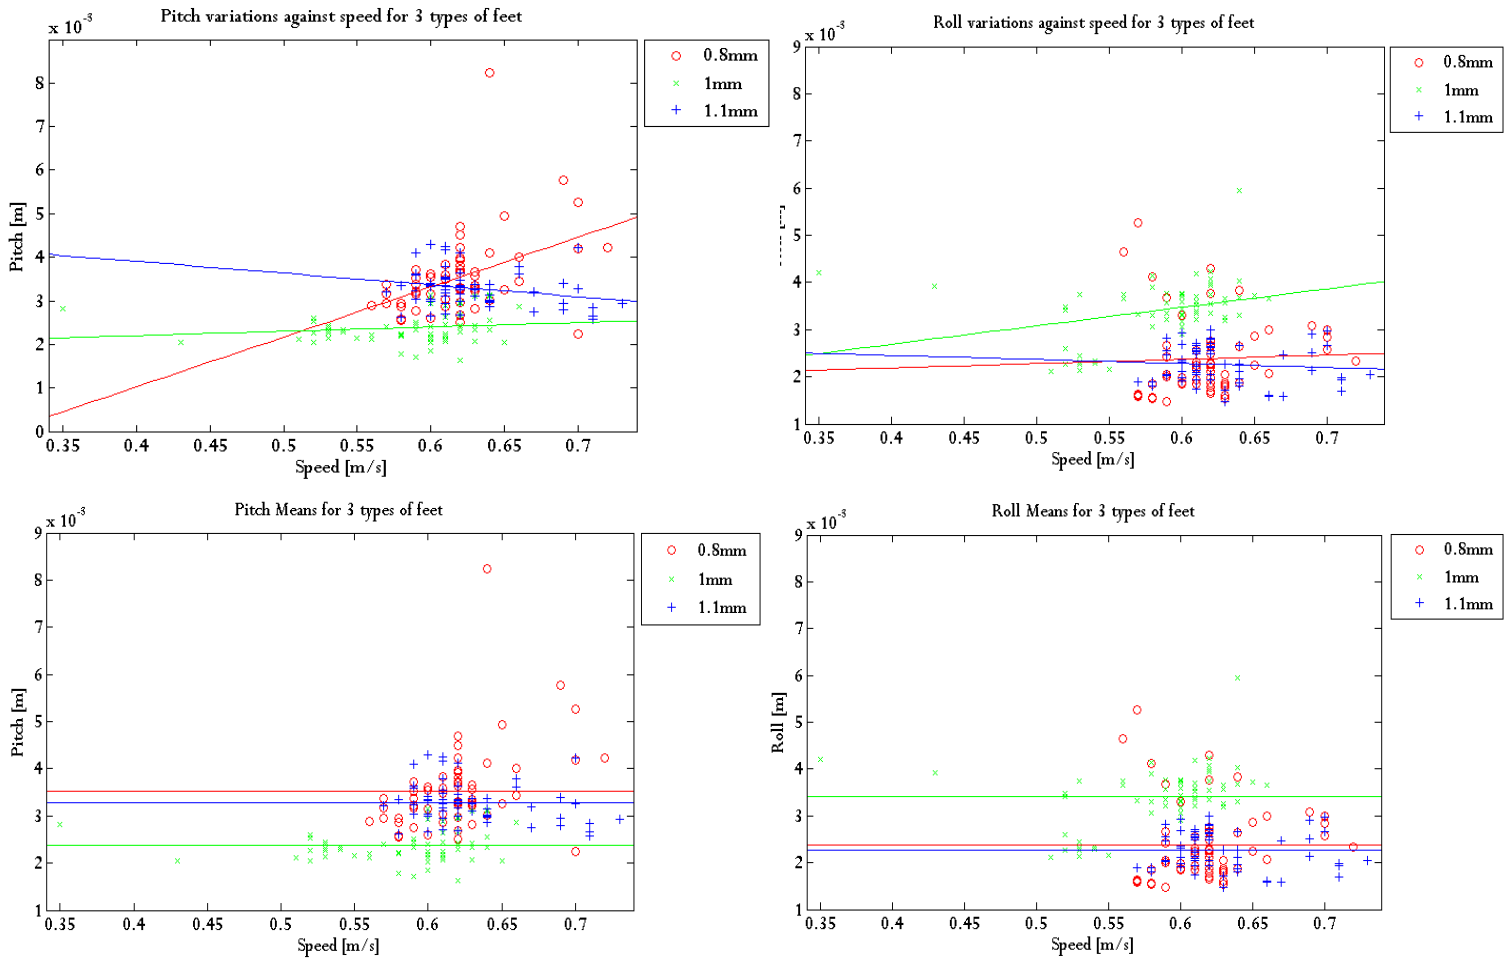 Pitch variations against speed for 3 types of feet
x 10⁻³
8
7
6
5
4
3
2
1
0
Pitch [m]
0.35 0.4 0.45 0.5 0.55 0.6 0.65 0.7
Speed [m/s]
0.8mm
1mm
1.1mm
Roll variations against speed for 3 types of feet
x 10⁻³
9
8
7
6
5
4
3
2
1
0.35 0.4 0.45 0.5 0.55 0.6 0.65 0.7
Speed [m/s]
0.8mm
1mm
1.1mm
Pitch Means for 3 types of feet
x 10⁻³
9
8
7
6
5
4
3
2
1
Pitch [m]
0.35 0.4 0.45 0.5 0.55 0.6 0.65 0.7
Speed [m/s]
0.8mm
1mm
1.1mm
Roll Means for 3 types of feet
x 10⁻³
9
8
7
6
5
4
3
2
1
Roll [m]
0.35 0.4 0.45 0.5 0.55 0.6 0.65 0.7
Speed [m/s]
0.8mm
1mm
1.1mm